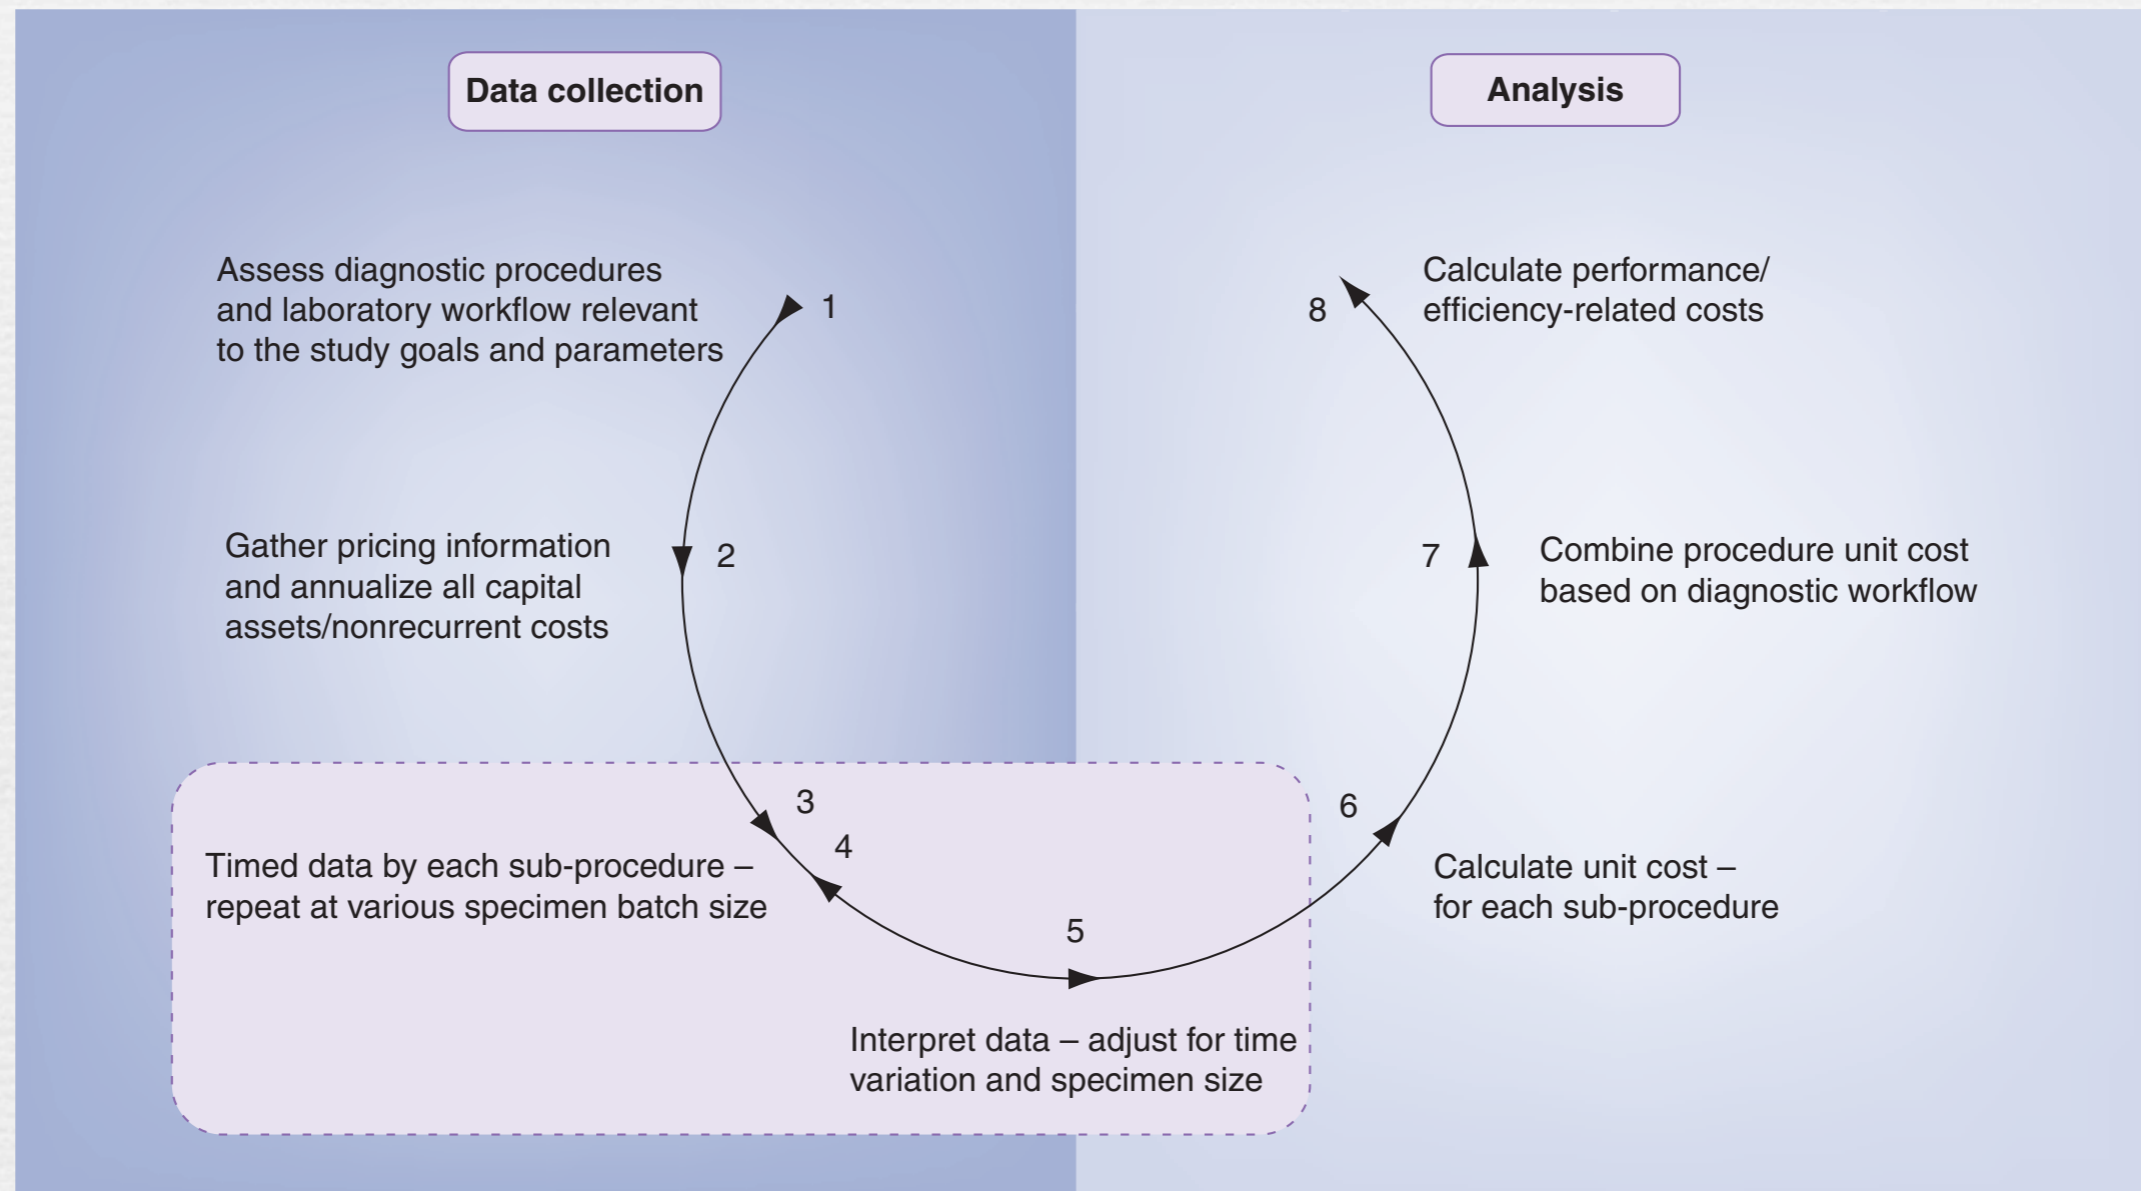 Data collection
Analysis
Assess diagnostic procedures
and laboratory workflow relevant
to the study goals and parameters
1
Gather pricing information
and annualize all capital
assets/nonrecurrent costs
2
3
4
Timed data by each sub-procedure –
repeat at various specimen batch size
5
Interpret data – adjust for time
variation and specimen size
6
Calculate unit cost –
for each sub-procedure
7
Combine procedure unit cost
based on diagnostic workflow
8
Calculate performance/
efficiency-related costs